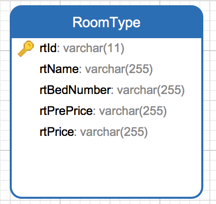 RoomType
rtId: varchar(11)
rtName: varchar(255)
rtBedNumber: varchar(255)
rtPrePrice: varchar(255)
rtPrice: varchar(255)